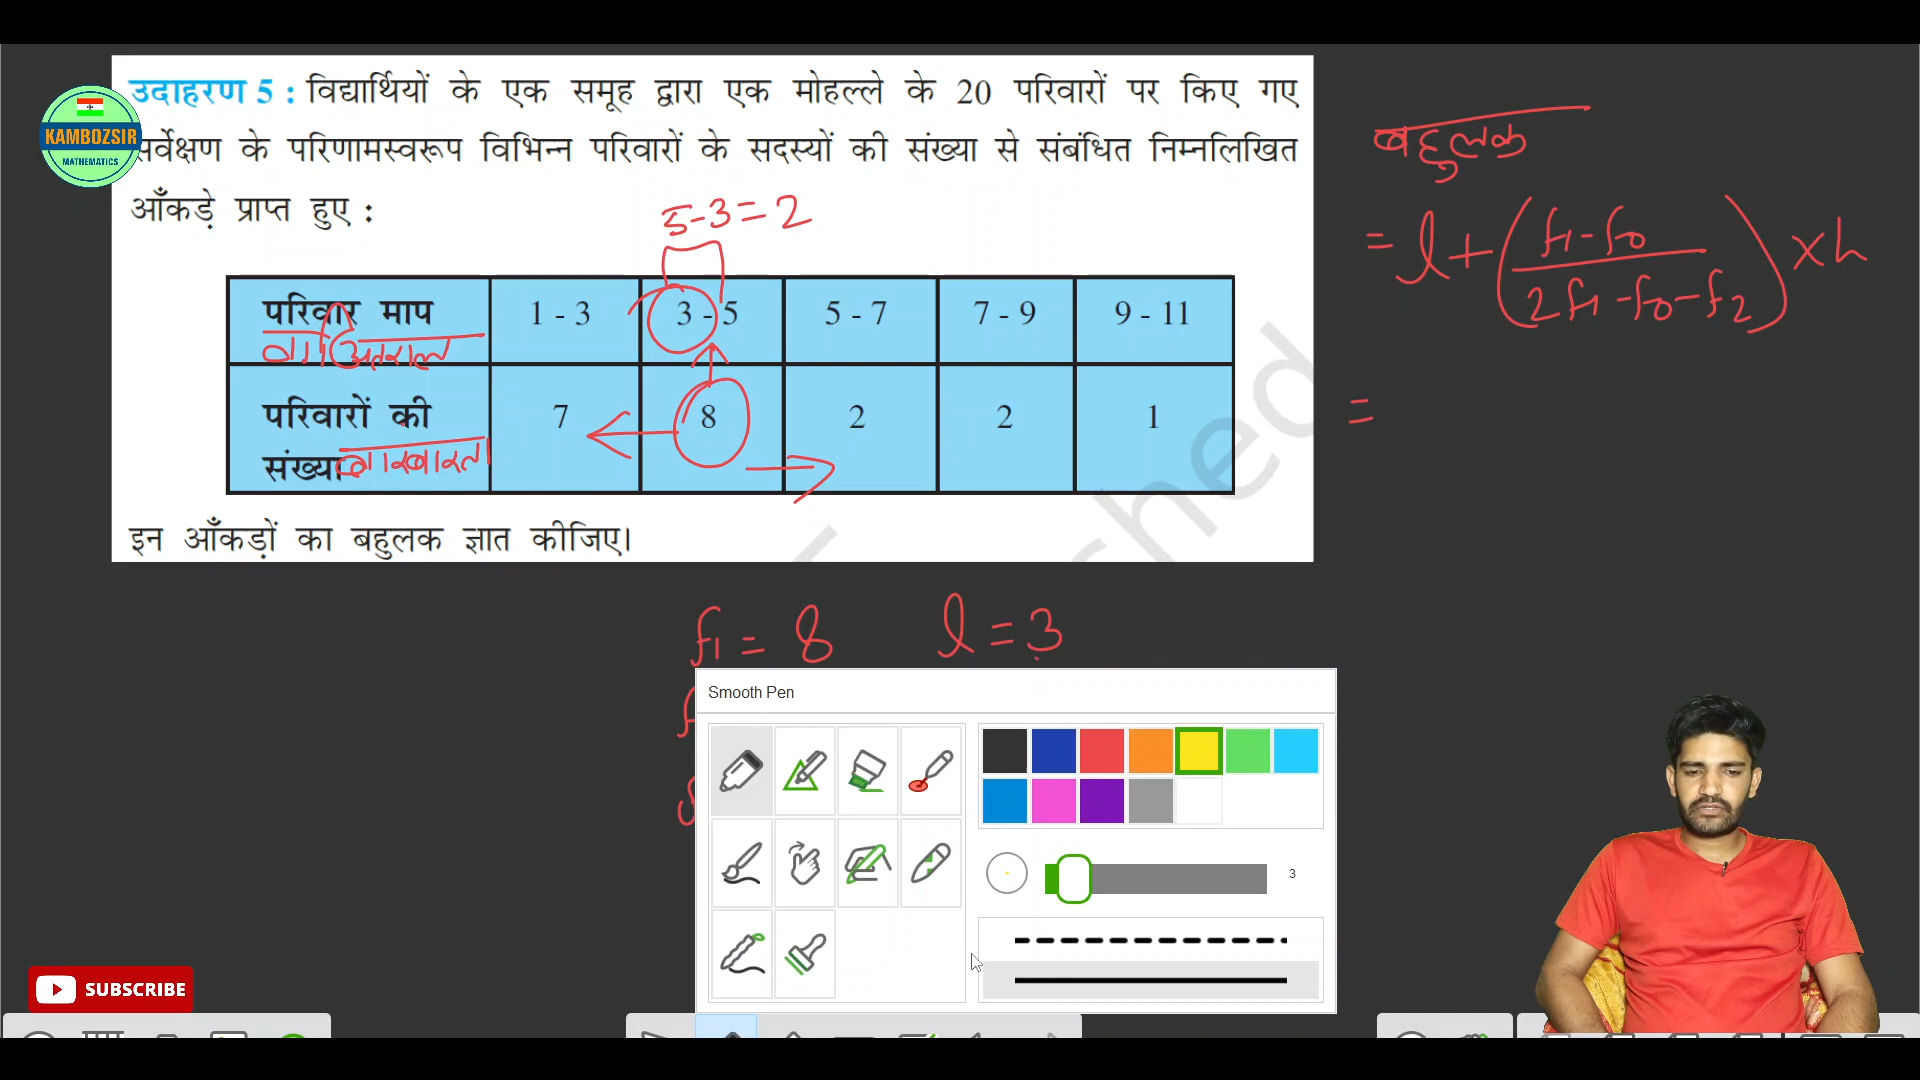 उदाहरण 5 : विद्यार्थियों के एक समूह द्वारा एक मोहल्ले के 20 परिवारों पर किए गए
सर्वेक्षण के परिणामस्वरूप विभिन्न परिवारों के सदस्यों की संख्या से संबंधित निम्नलिखित
आँकड़े प्राप्त हुए :
KAMBOZSIR
MATHEMATICS
5-3=2
परिवार माप 1 - 3 3 - 5 5 - 7 7 - 9 9 - 11
वर्ग अंतराल
परिवारों की 7 8 2 2 1
संख्या बारंबारता
इन आँकड़ों का बहुलक ज्ञात कीजिए।
बहुलक
= l + (f1 - f0 / 2f1 - f0 - f2) × h
=
f1 = 8 l = 3
Smooth Pen
3
SUBSCRIBE